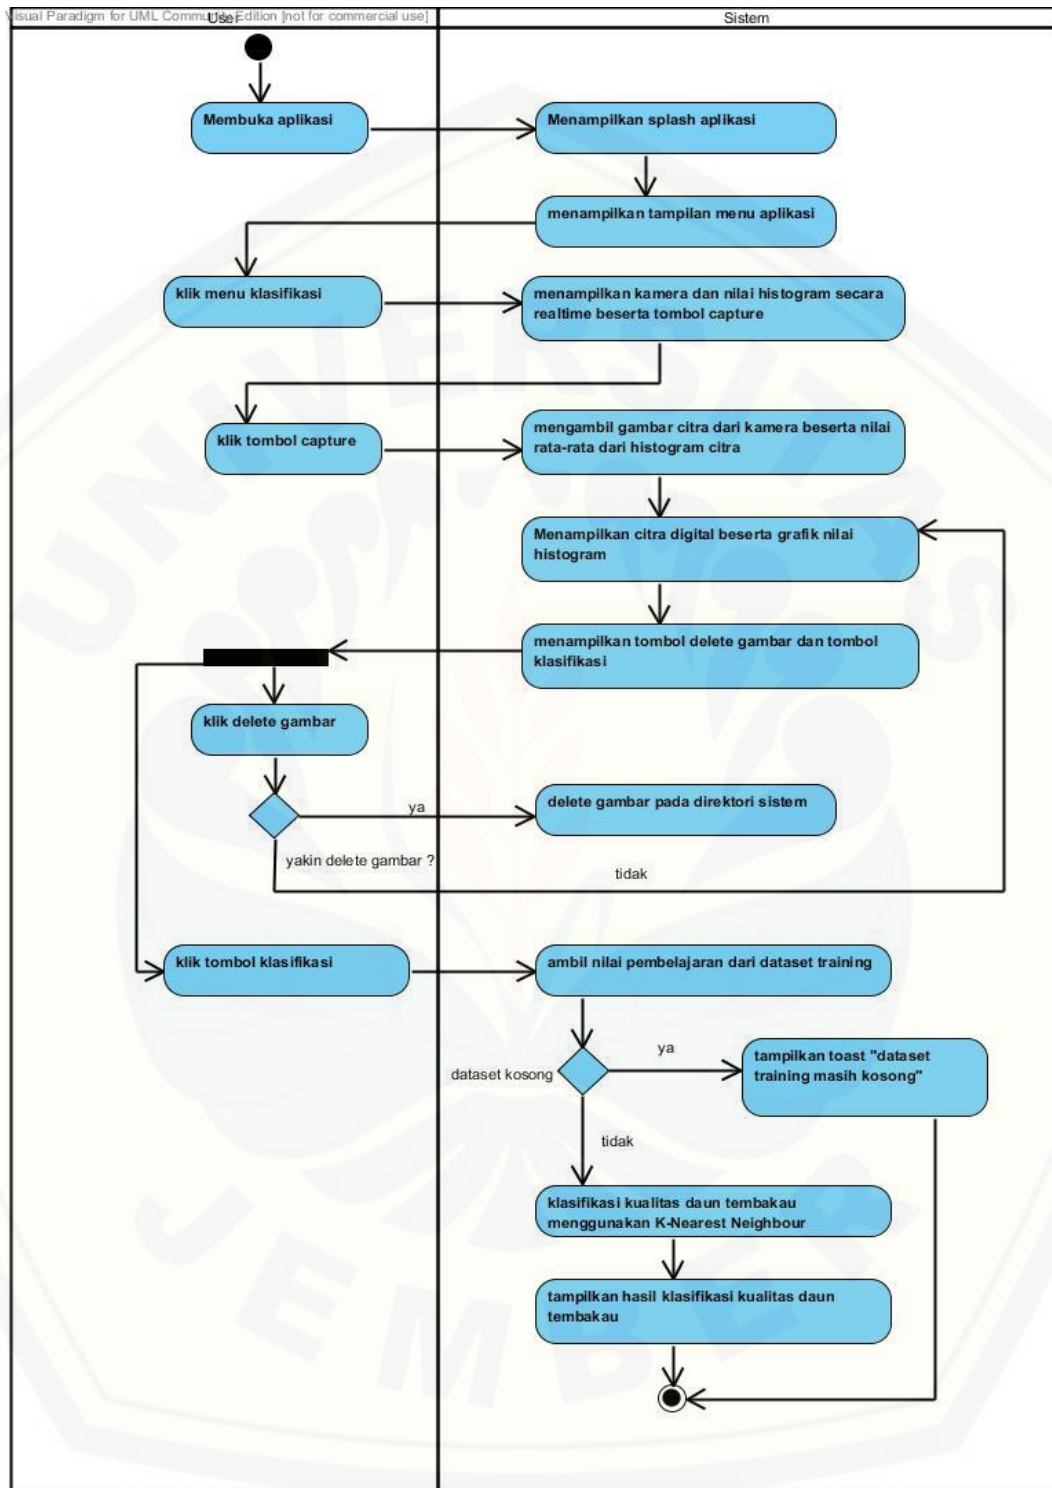 Visual Paradigm for UML Community Edition [not for commercial use]
User
Sistem
Membuka aplikasi
Menampilkan splash aplikasi
menampilkan tampilan menu aplikasi
klik menu klasifikasi
menampilkan kamera dan nilai histogram secara
realtime beserta tombol capture
klik tombol capture
mengambil gambar citra dari kamera beserta nilai
rata-rata dari histogram citra
Menampilkan citra digital beserta grafik nilai
histogram
menampilkan tombol delete gambar dan tombol
klasifikasi
klik delete gambar
ya
delete gambar pada direktori sistem
yakin delete gambar ?
tidak
klik tombol klasifikasi
ambil nilai pembelajaran dari dataset training
dataset kosong
ya
tampilkan toast "dataset
training masih kosong"
tidak
klasifikasi kualitas daun tembakau
menggunakan K-Nearest Neighbour
tampilkan hasil klasifikasi kualitas daun
tembakau
UNIVERSITAS
JEMBER